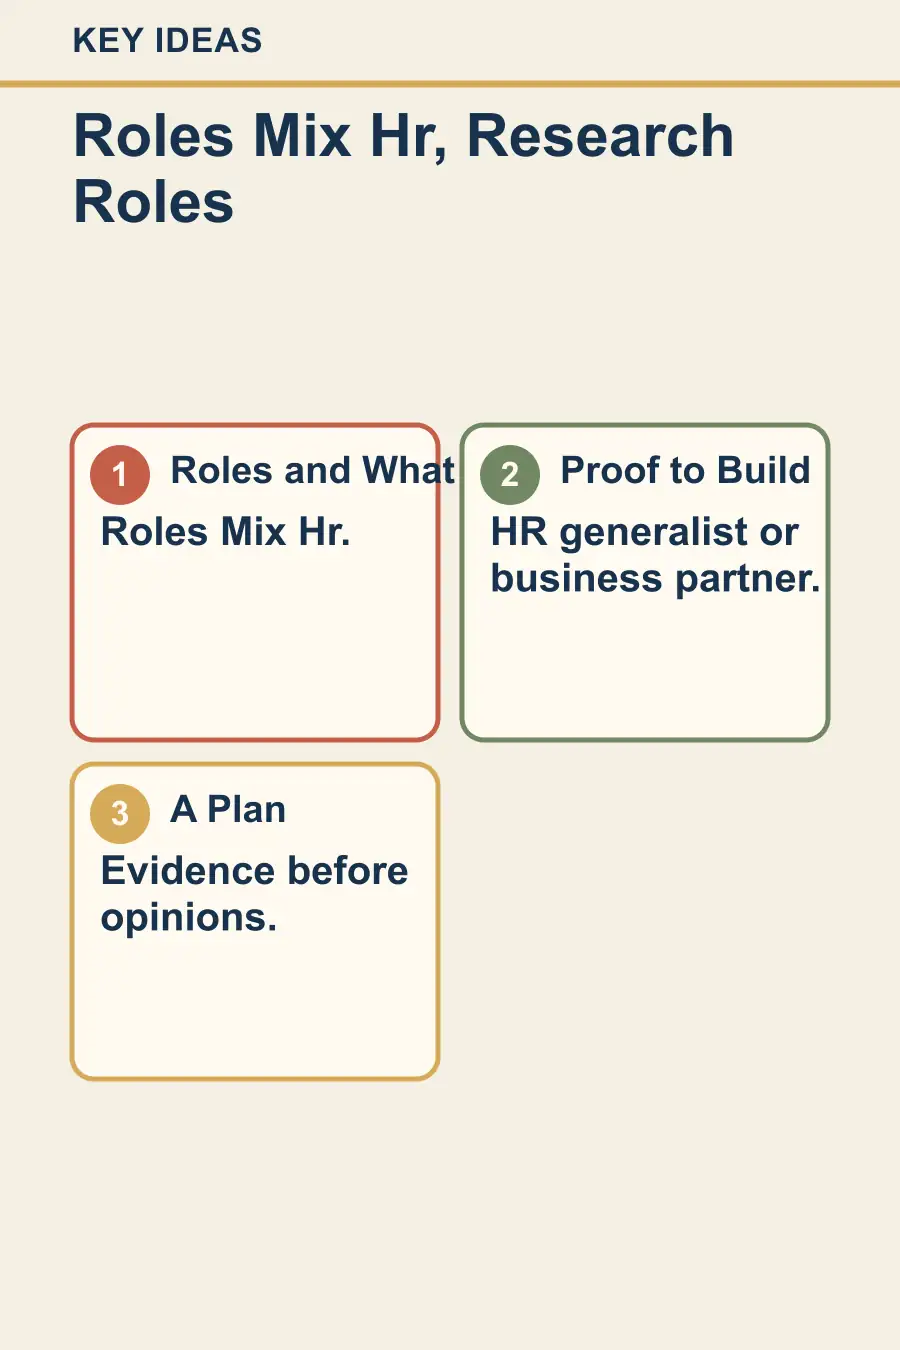 KEY IDEAS
Roles Mix Hr, Research
Roles
1 Roles and What
Roles Mix Hr.
2 Proof to Build
HR generalist or
business partner.
3 A Plan
Evidence before
opinions.